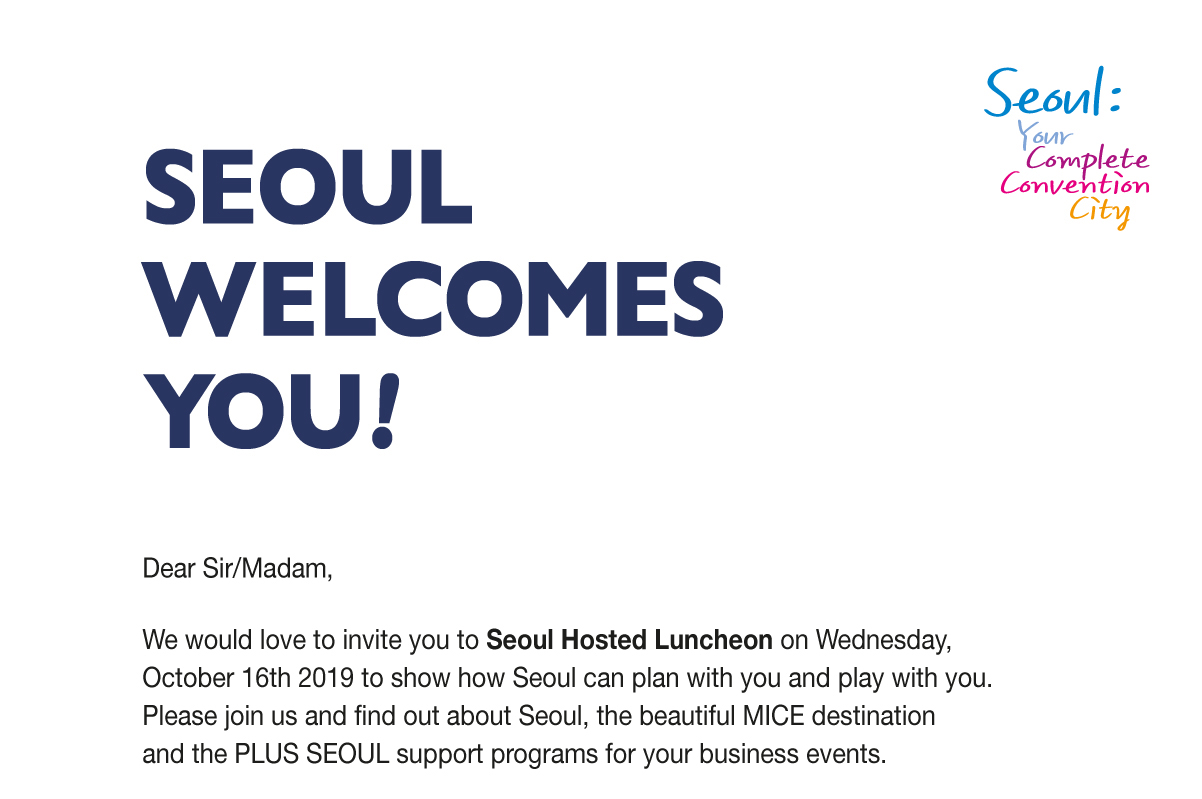 Seoul:
Your
Complete
Convention
City
SEOUL
WELCOMES
YOU!
Dear Sir/Madam,
We would love to invite you to Seoul Hosted Luncheon on Wednesday,
October 16th 2019 to show how Seoul can plan with you and play with you.
Please join us and find out about Seoul, the beautiful MICE destination
and the PLUS SEOUL support programs for your business events.